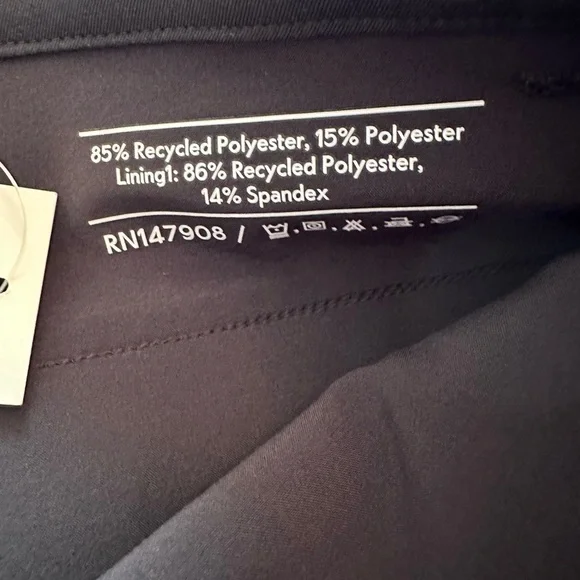 85% Recycled Polyester, 15% Polyester
Lining1: 86% Recycled Polyester,
14% Spandex
RN147908 /